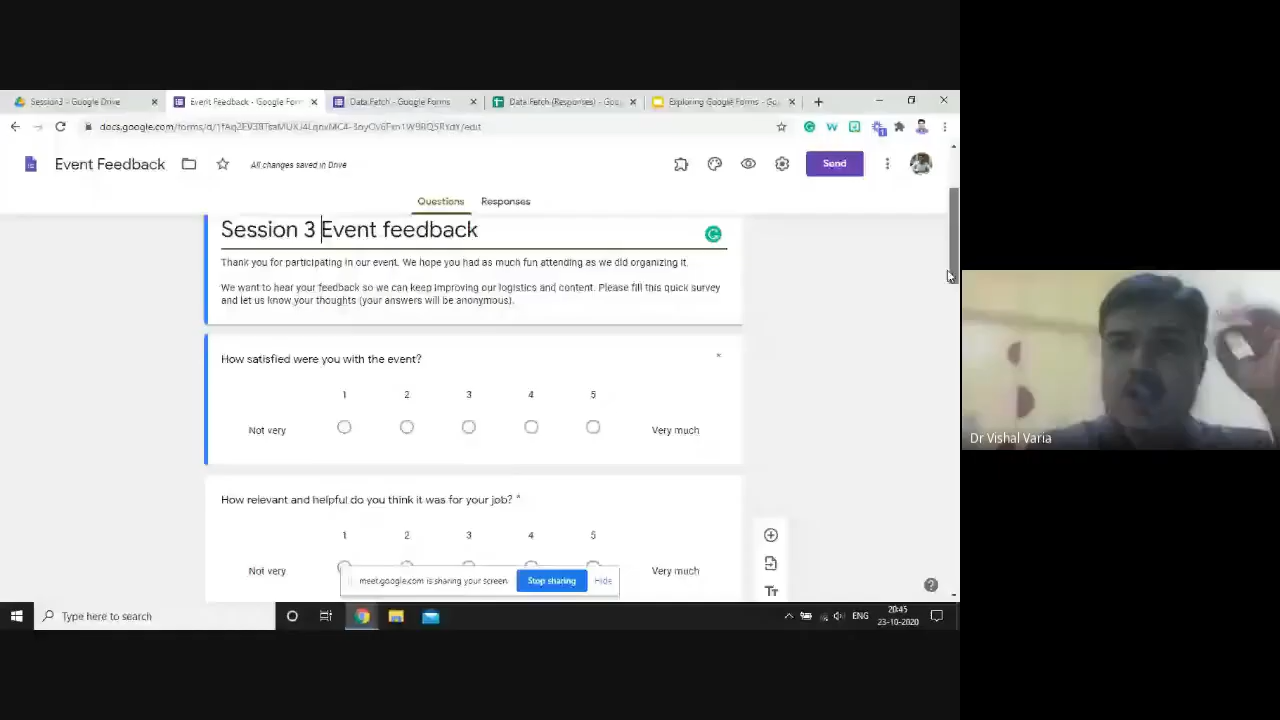 Session3 - Google Drive
Event Feedback - Google Form
Data Fetch - Google Forms
Data Fetch (Responses) - Goo
Exploring Google Forms - Go
Event Feedback
All changes saved in Drive
Send
Questions
Responses
Session 3 Event feedback
Thank you for participating in our event. We hope you had as much fun attending as we did organizing it.
We want to hear your feedback so we can keep improving our logistics and content. Please fill this quick survey
and let us know your thoughts (your answers will be anonymous).
How satisfied were you with the event? *
1 2 3 4 5
Not very
Very much
How relevant and helpful do you think it was for your job? *
1 2 3 4 5
Not very
Very much
meet.google.com is sharing your screen.
Stop sharing
Hide
Tт
Type here to search
ENG
20:45
23-10-2020
Dr Vishal Varia